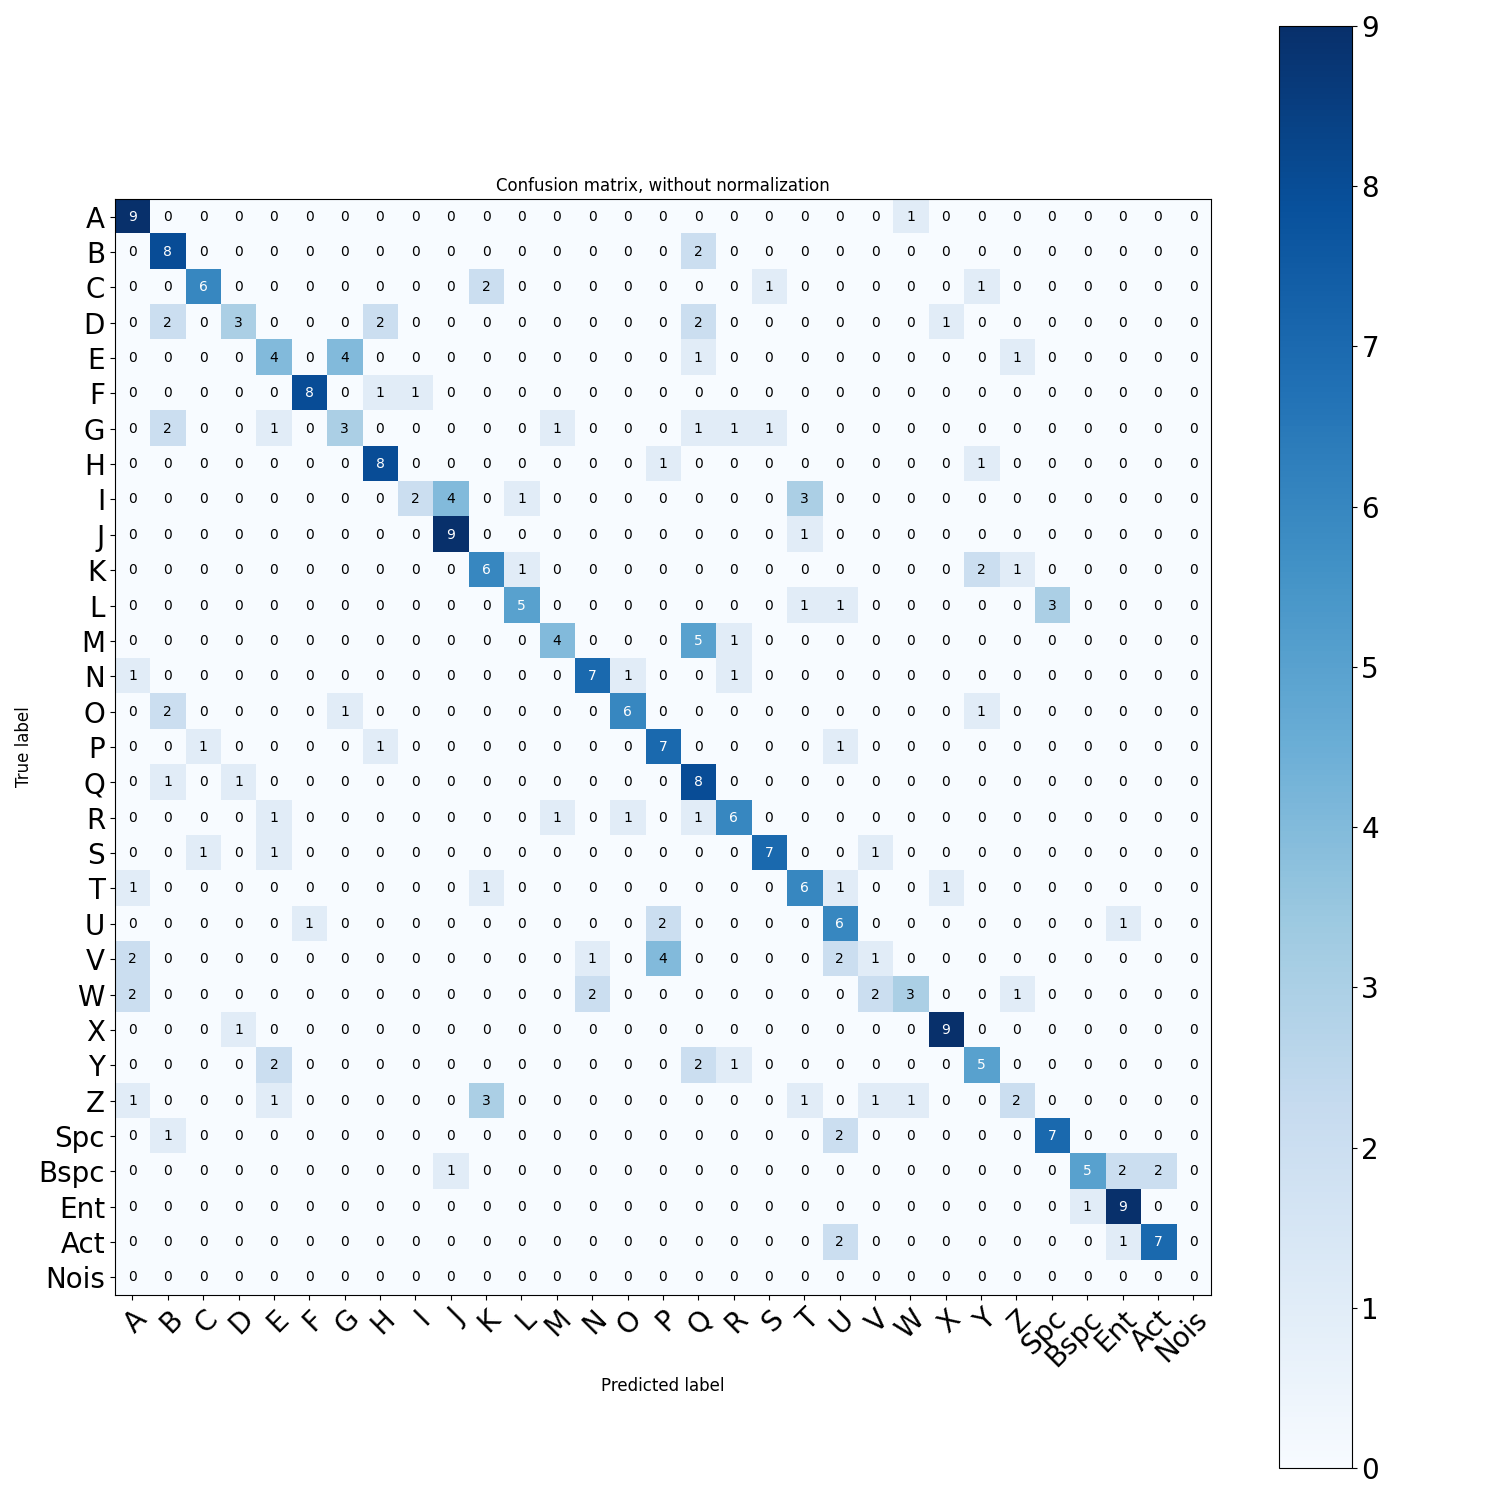 Confusion matrix, without normalization
A 9 0 0 0 0 0 0 0 0 0 0 0 0 0 0 0 0 0 0 0 0 0 1 0 0 0 0 0 0 0 0
B 0 8 0 0 0 0 0 0 0 0 0 0 0 0 0 0 2 0 0 0 0 0 0 0 0 0 0 0 0 0 0
C 0 0 6 0 0 0 0 0 0 0 2 0 0 0 0 0 0 0 1 0 0 0 0 0 1 0 0 0 0 0 0
D 0 2 0 3 0 0 0 2 0 0 0 0 0 0 0 0 2 0 0 0 0 0 0 1 0 0 0 0 0 0 0
E 0 0 0 0 4 0 4 0 0 0 0 0 0 0 0 0 1 0 0 0 0 0 0 0 0 1 0 0 0 0 0
F 0 0 0 0 0 8 0 1 1 0 0 0 0 0 0 0 0 0 0 0 0 0 0 0 0 0 0 0 0 0 0
G 0 2 0 0 1 0 3 0 0 0 0 0 1 0 0 0 1 1 1 0 0 0 0 0 0 0 0 0 0 0 0
H 0 0 0 0 0 0 0 8 0 0 0 0 0 0 0 1 0 0 0 0 0 0 0 0 1 0 0 0 0 0 0
I 0 0 0 0 0 0 0 0 2 4 0 1 0 0 0 0 0 0 0 3 0 0 0 0 0 0 0 0 0 0 0
J 0 0 0 0 0 0 0 0 0 9 0 0 0 0 0 0 0 0 0 1 0 0 0 0 0 0 0 0 0 0 0
K 0 0 0 0 0 0 0 0 0 0 6 1 0 0 0 0 0 0 0 0 0 0 0 0 2 1 0 0 0 0 0
L 0 0 0 0 0 0 0 0 0 0 0 5 0 0 0 0 0 0 0 1 1 0 0 0 0 0 3 0 0 0 0
M 0 0 0 0 0 0 0 0 0 0 0 0 4 0 0 0 5 1 0 0 0 0 0 0 0 0 0 0 0 0 0
N 1 0 0 0 0 0 0 0 0 0 0 0 0 7 1 0 0 1 0 0 0 0 0 0 0 0 0 0 0 0 0
O 0 2 0 0 0 0 1 0 0 0 0 0 0 0 6 0 0 0 0 0 0 0 0 0 1 0 0 0 0 0 0
P 0 0 1 0 0 0 0 1 0 0 0 0 0 0 0 7 0 0 0 0 1 0 0 0 0 0 0 0 0 0 0
Q 0 1 0 1 0 0 0 0 0 0 0 0 0 0 0 0 8 0 0 0 0 0 0 0 0 0 0 0 0 0 0
R 0 0 0 0 1 0 0 0 0 0 0 0 1 0 1 0 1 6 0 0 0 0 0 0 0 0 0 0 0 0 0
S 0 0 1 0 1 0 0 0 0 0 0 0 0 0 0 0 0 0 7 0 0 1 0 0 0 0 0 0 0 0 0
T 1 0 0 0 0 0 0 0 0 0 1 0 0 0 0 0 0 0 0 6 1 0 0 1 0 0 0 0 0 0 0
U 0 0 0 0 0 1 0 0 0 0 0 0 0 0 0 2 0 0 0 0 6 0 0 0 0 0 0 0 1 0 0
V 2 0 0 0 0 0 0 0 0 0 0 0 0 1 0 4 0 0 0 0 2 1 0 0 0 0 0 0 0 0 0
W 2 0 0 0 0 0 0 0 0 0 0 0 0 2 0 0 0 0 0 0 0 2 3 0 0 1 0 0 0 0 0
X 0 0 0 1 0 0 0 0 0 0 0 0 0 0 0 0 0 0 0 0 0 0 0 9 0 0 0 0 0 0 0
Y 0 0 0 0 2 0 0 0 0 0 0 0 0 0 0 0 2 1 0 0 0 0 0 0 5 0 0 0 0 0 0
Z 1 0 0 0 1 0 0 0 0 0 3 0 0 0 0 0 0 0 0 1 0 1 1 0 0 2 0 0 0 0 0
Spc 0 1 0 0 0 0 0 0 0 0 0 0 0 0 0 0 0 0 0 0 2 0 0 0 0 0 7 0 0 0 0
Bspc 0 0 0 0 0 0 0 0 0 1 0 0 0 0 0 0 0 0 0 0 0 0 0 0 0 0 0 5 2 2 0
Ent 0 0 0 0 0 0 0 0 0 0 0 0 0 0 0 0 0 0 0 0 0 0 0 0 0 0 0 1 9 0 0
Act 0 0 0 0 0 0 0 0 0 0 0 0 0 0 0 0 0 0 0 0 2 0 0 0 0 0 0 0 1 7 0
Nois 0 0 0 0 0 0 0 0 0 0 0 0 0 0 0 0 0 0 0 0 0 0 0 0 0 0 0 0 0 0 0
A B C D E F G H I J K L M N O P Q R S T U V W X Y Z Spc Bspc Ent Act Nois
Predicted label
True label
9
8
7
6
5
4
3
2
1
0